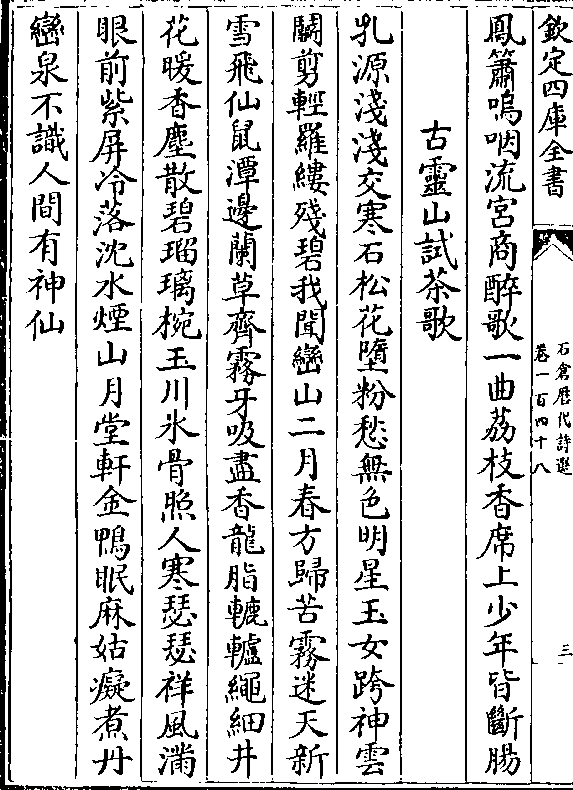 欽定四庫全書
石倉歷代詩選
卷一百四十八
三
鳳簫嗚咽流宮商醉歌一曲荔枝香席上少年皆斷腸
古靈山試茶歌
乳源淺淺交寒石松花墮粉愁無色明星玉女跨神雲
鬬剪輕羅縷殘碧我聞巒山二月春方歸苦霧迷天新
雪飛仙鼠潭邊蘭草齊霧牙吸盡香龍脂轆轤繩細井
花暖香塵散碧琉璃椀玉川氷骨照人寒瑟瑟祥風滿
眼前紫屏冷落沈水煙山月堂軒金鴨眠麻姑癡煮丹
巒泉不識人間有神仙